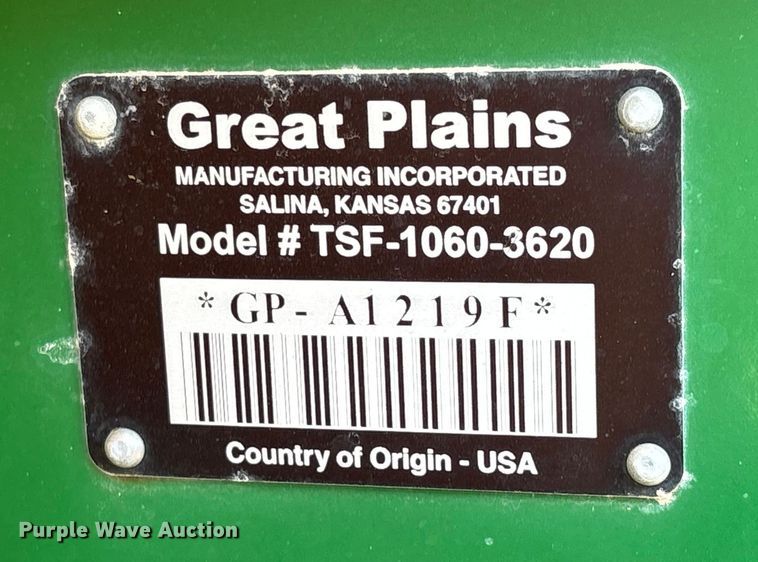 Great Plains
MANUFACTURING INCORPORATED
SALINA, KANSAS 67401
Model # TSF-1060-3620
*GP-A1219F*
Country of Origin - USA
Purple Wave Auction